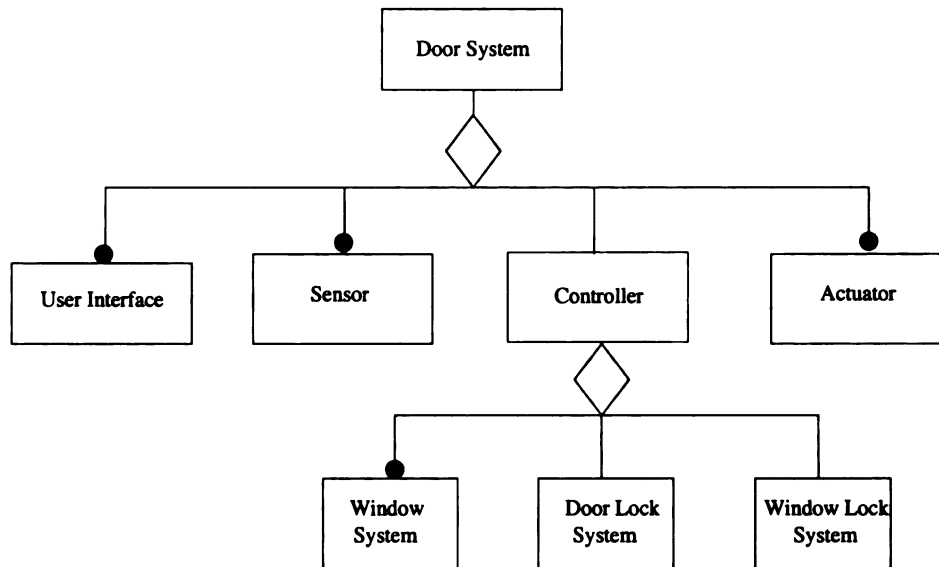 Door System
User Interface
Sensor
Controller
Actuator
Window
System
Door Lock
System
Window Lock
System